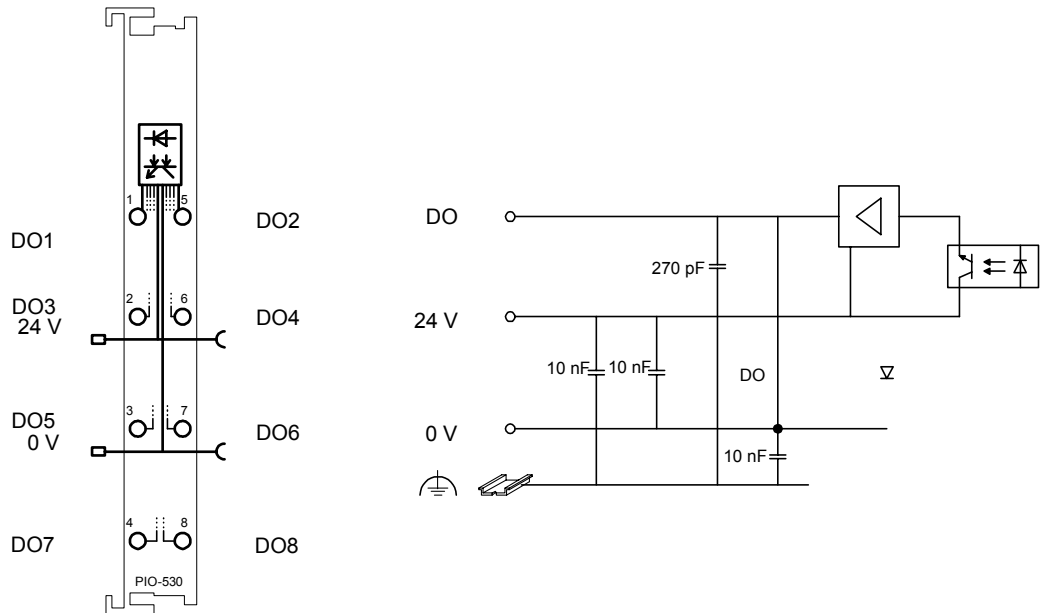 1 5
DO1 DO2
2 6
DO3 DO4
24 V
3 7
DO5 DO6
0 V
4 8
DO7 DO8
PIO-530
DO
270 pF
24 V
10 nF 10 nF
DO
0 V
10 nF